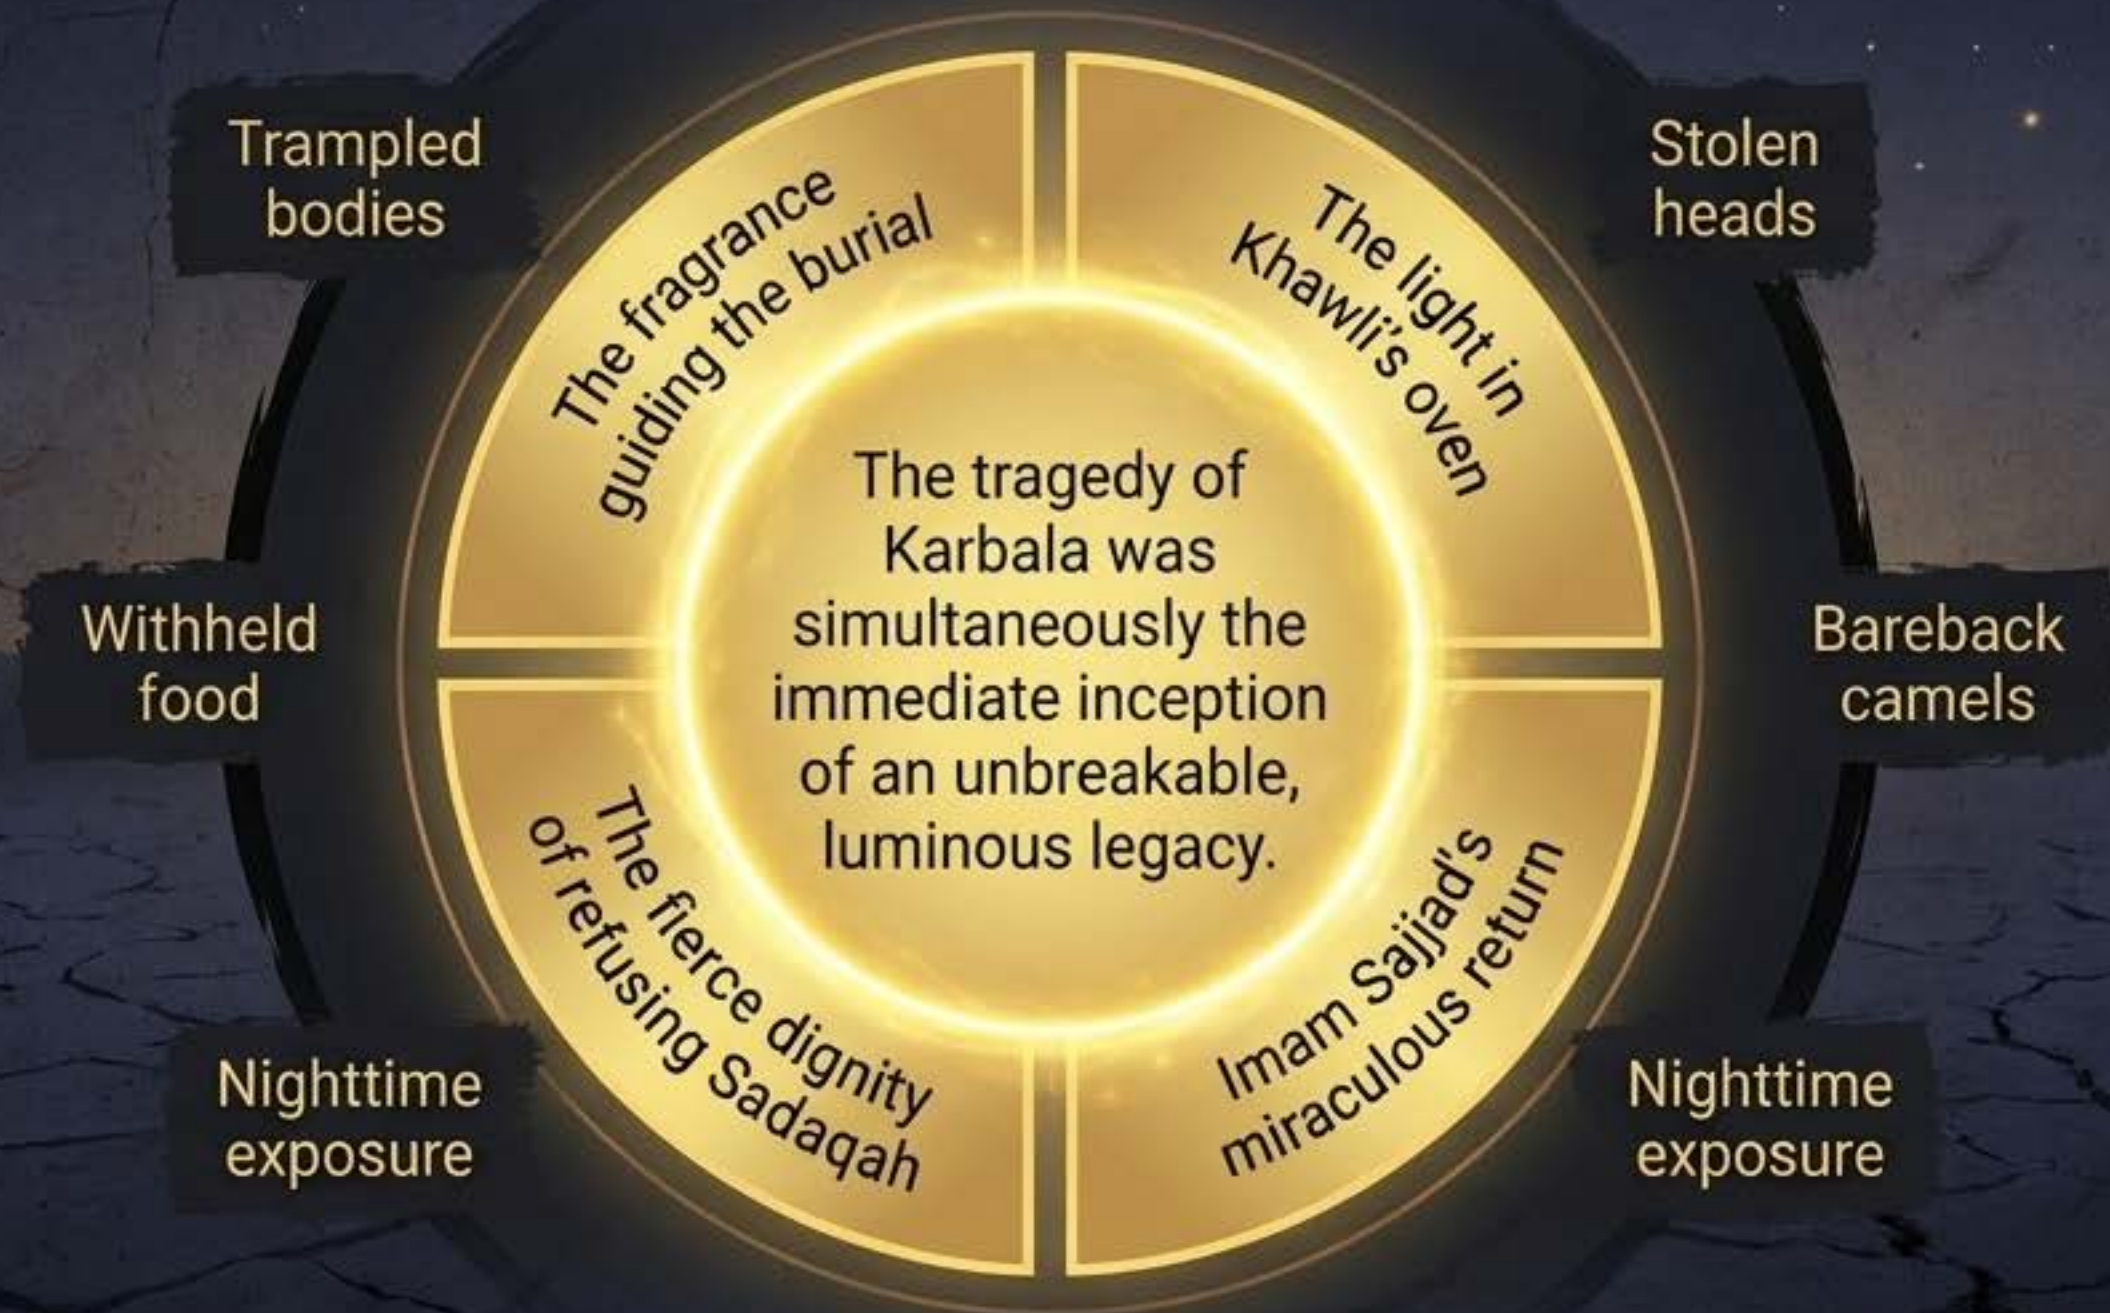 Trampled
bodies
Stolen
heads
The fragrance
guiding the burial
The light in
Khawli's oven
Withheld
food
The tragedy of
Karbala was
simultaneously the
immediate inception
of an unbreakable,
luminous legacy.
Bareback
camels
The fierce dignity
of refusing Sadaqah
Imam Sajjad's
miraculous return
Nighttime
exposure
Nighttime
exposure